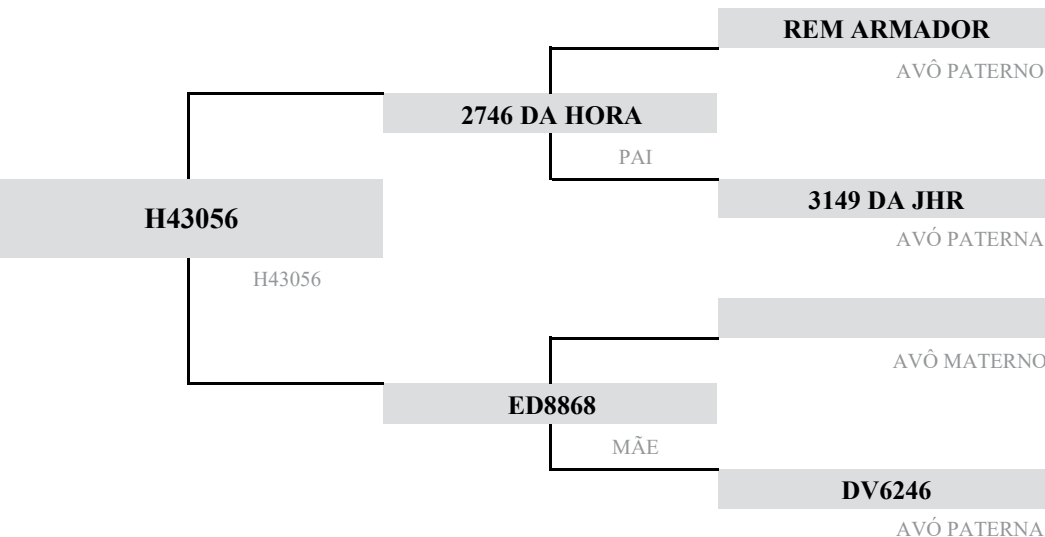 REM ARMADOR
AVÔ PATERNO
2746 DA HORA
PAI
3149 DA JHR
AVÓ PATERNA
H43056
H43056
AVÔ MATERNO
ED8868
MÃE
DV6246
AVÓ PATERNA